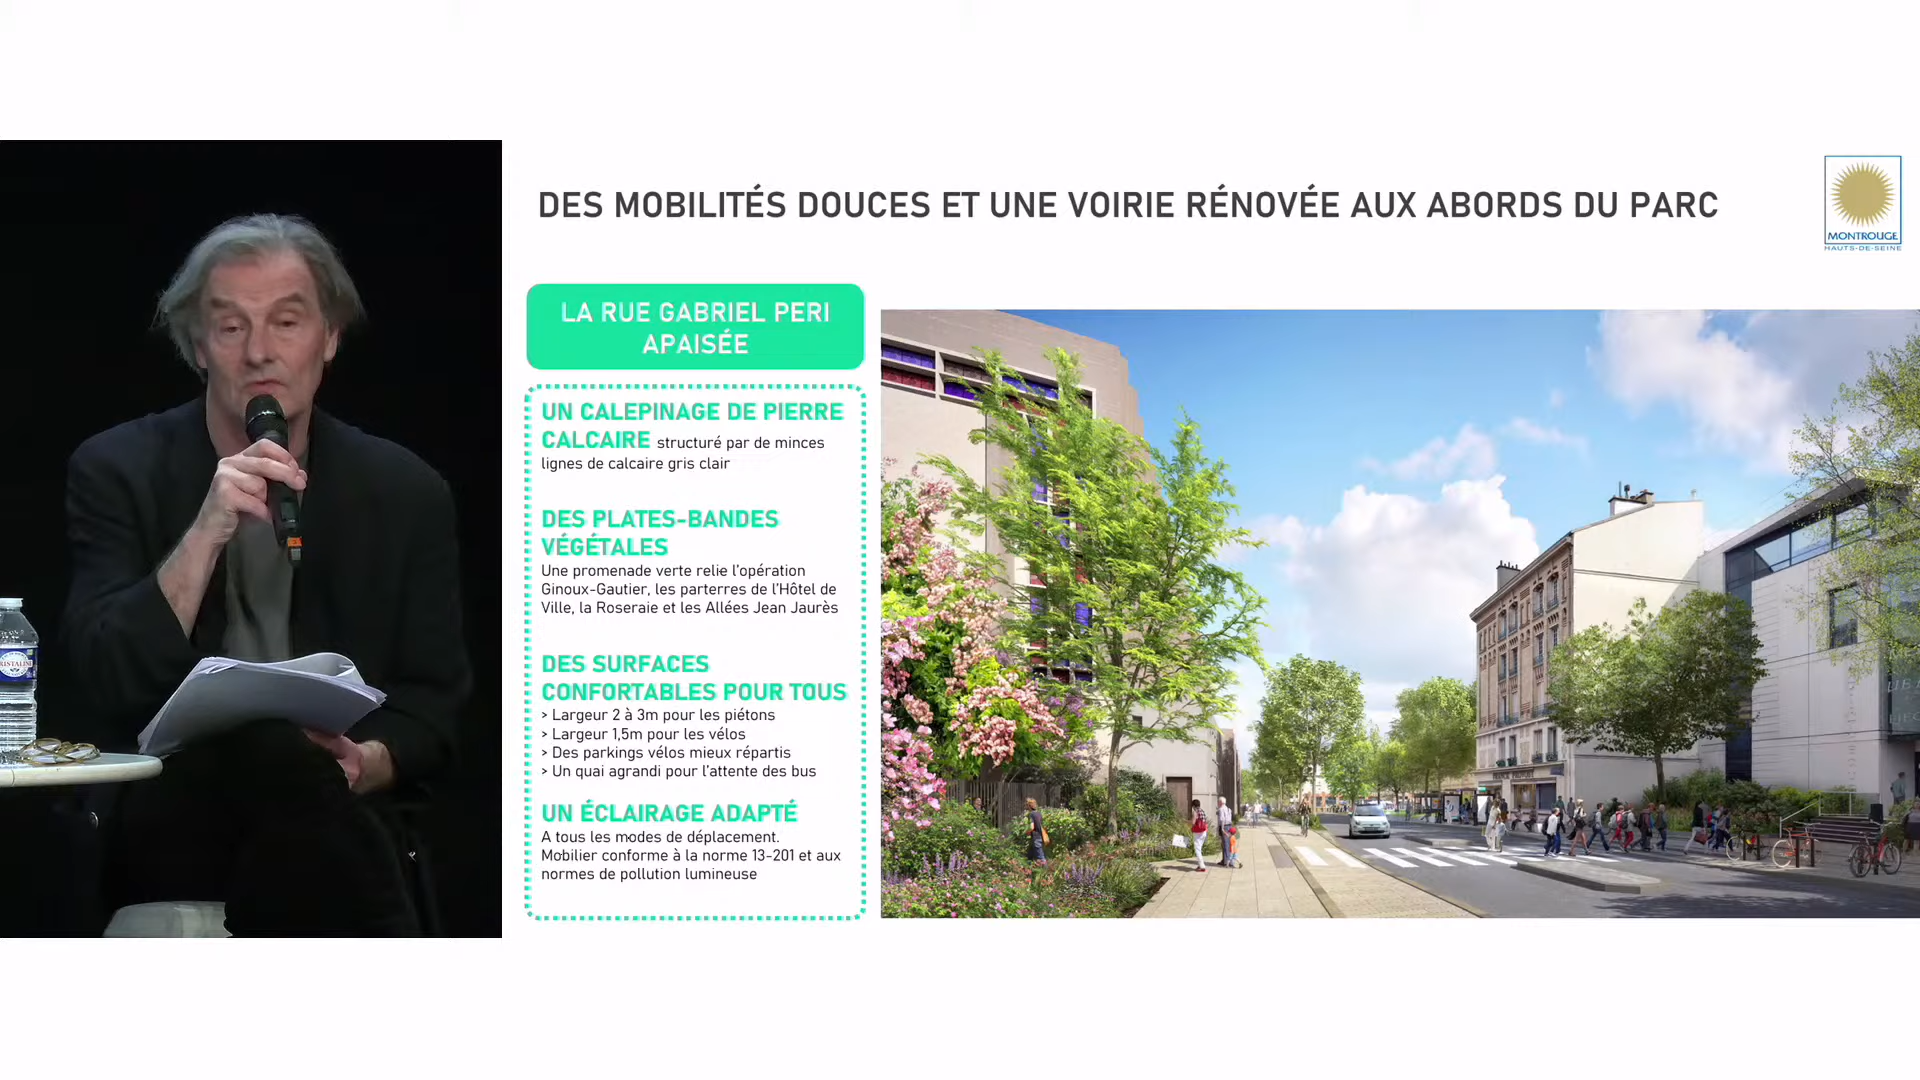 DES MOBILITÉS DOUCES ET UNE VOIRIE RÉNOVÉE AUX ABORDS DU PARC
MONTROUGE
HAUTS-DE-SEINE
LA RUE GABRIEL PERI
APAISÉE
UN CALEPINAGE DE PIERRE
CALCAIRE structuré par de minces
lignes de calcaire gris clair
DES PLATES-BANDES
VÉGÉTALES
Une promenade verte relie l'opération
Ginoux-Gautier, les parterres de l'Hôtel de
Ville, la Roseraie et les Allées Jean Jaurès
DES SURFACES
CONFORTABLES POUR TOUS
> Largeur 2 à 3m pour les piétons
> Largeur 1,5m pour les vélos
> Des parkings vélos mieux répartis
> Un quai agrandi pour l'attente des bus
UN ÉCLAIRAGE ADAPTÉ
A tous les modes de déplacement.
Mobilier conforme à la norme 13-201 et aux
normes de pollution lumineuse